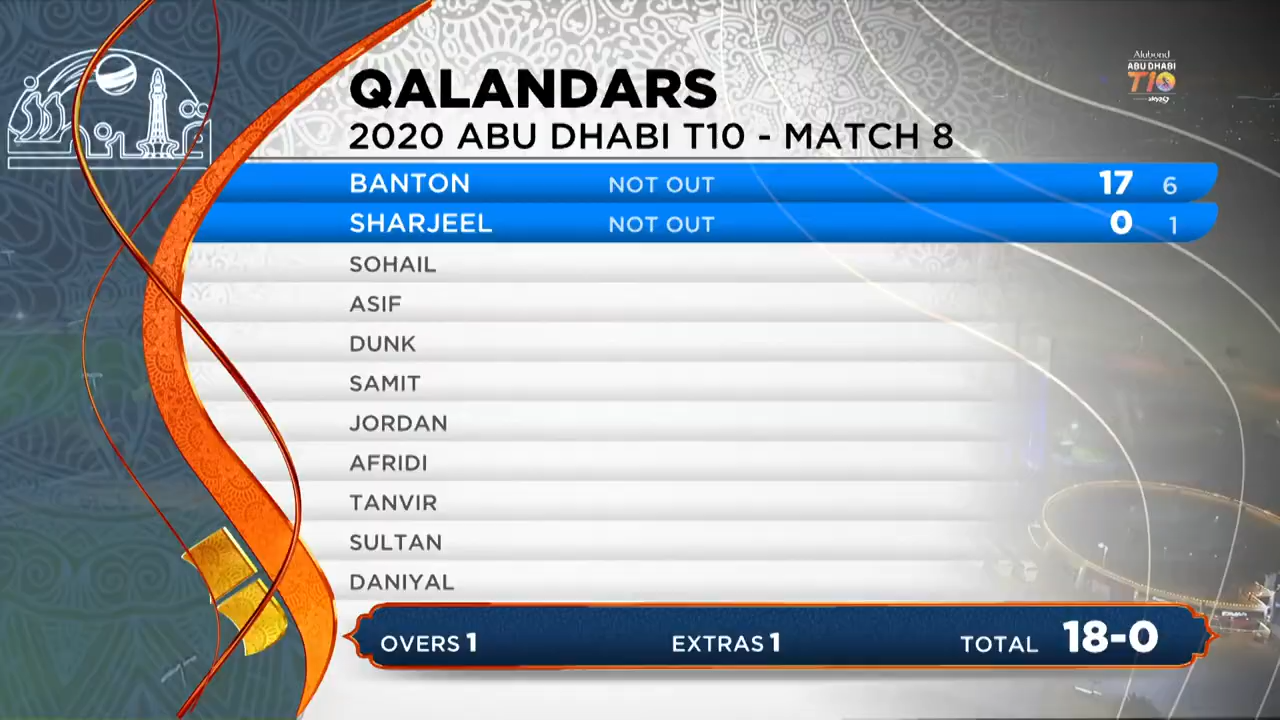 QALANDARS
2020 ABU DHABI T10 - MATCH 8
Alubond
ABU DHABI
T10
BANTON NOT OUT 17 6
SHARJEEL NOT OUT 0 1
SOHAIL
ASIF
DUNK
SAMIT
JORDAN
AFRIDI
TANVIR
SULTAN
DANIYAL
OVERS 1 EXTRAS 1 TOTAL 18-0